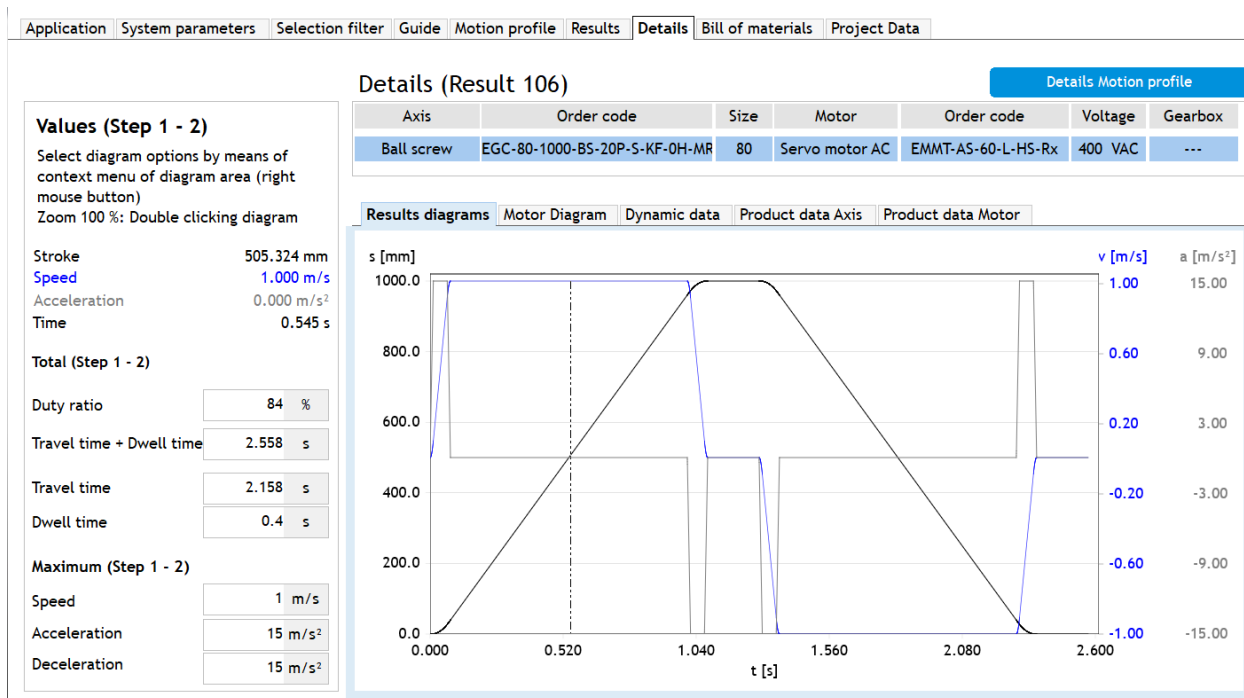 Application System parameters Selection filter Guide Motion profile Results Details Bill of materials Project Data
Details (Result 106)
Details Motion profile
Axis Order code Size Motor Order code Voltage Gearbox
Ball screw EGC-80-1000-BS-20P-S-KF-0H-MR 80 Servo motor AC EMMT-AS-60-L-HS-Rx 400 VAC ---
Values (Step 1 - 2)
Select diagram options by means of
context menu of diagram area (right
mouse button)
Zoom 100 %: Double clicking diagram
Stroke 505.324 mm
Speed 1.000 m/s
Acceleration 0.000 m/s²
Time 0.545 s
Total (Step 1 - 2)
Duty ratio 84 %
Travel time + Dwell time 2.558 s
Travel time 2.158 s
Dwell time 0.4 s
Maximum (Step 1 - 2)
Speed 1 m/s
Acceleration 15 m/s²
Deceleration 15 m/s²
Results diagrams Motor Diagram Dynamic data Product data Axis Product data Motor
s [mm] v [m/s] a [m/s²]
1000.0 1.00 15.00
800.0 0.60 9.00
600.0 0.20 3.00
400.0 -0.20 -3.00
200.0 -0.60 -9.00
0.0 -1.00 -15.00
0.000 0.520 1.040 1.560 2.080 2.600
t [s]